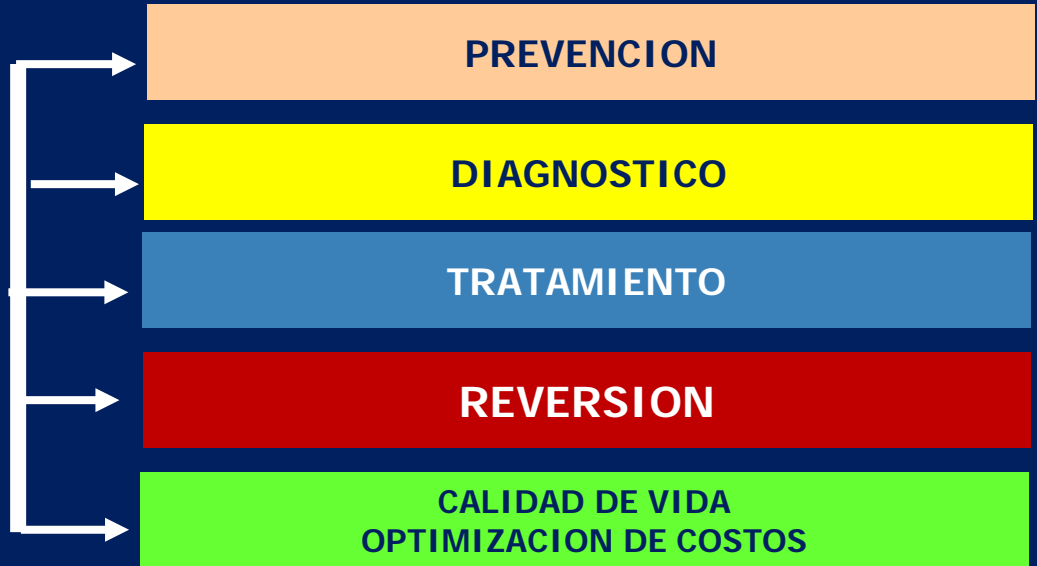 PREVENCION
DIAGNOSTICO
TRATAMIENTO
REVERSION
CALIDAD DE VIDA
OPTIMIZACION DE COSTOS